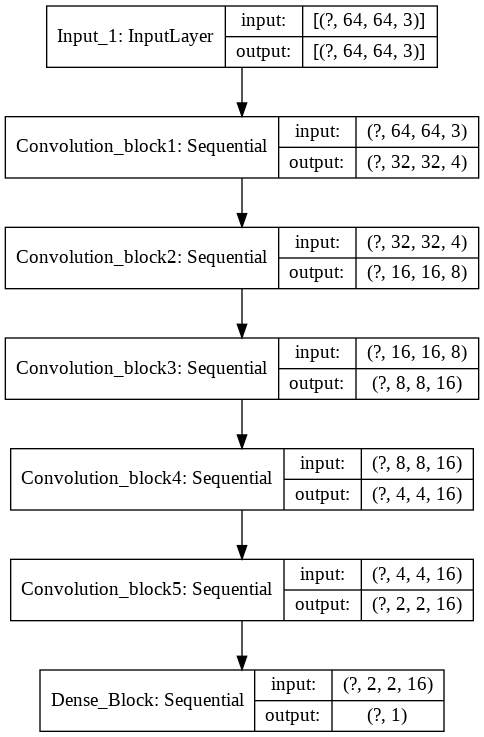 Input_1: InputLayer
input: [(?, 64, 64, 3)]
output: [(?, 64, 64, 3)]
Convolution_block1: Sequential
input: (?, 64, 64, 3)
output: (?, 32, 32, 4)
Convolution_block2: Sequential
input: (?, 32, 32, 4)
output: (?, 16, 16, 8)
Convolution_block3: Sequential
input: (?, 16, 16, 8)
output: (?, 8, 8, 16)
Convolution_block4: Sequential
input: (?, 8, 8, 16)
output: (?, 4, 4, 16)
Convolution_block5: Sequential
input: (?, 4, 4, 16)
output: (?, 2, 2, 16)
Dense_Block: Sequential
input: (?, 2, 2, 16)
output: (?, 1)